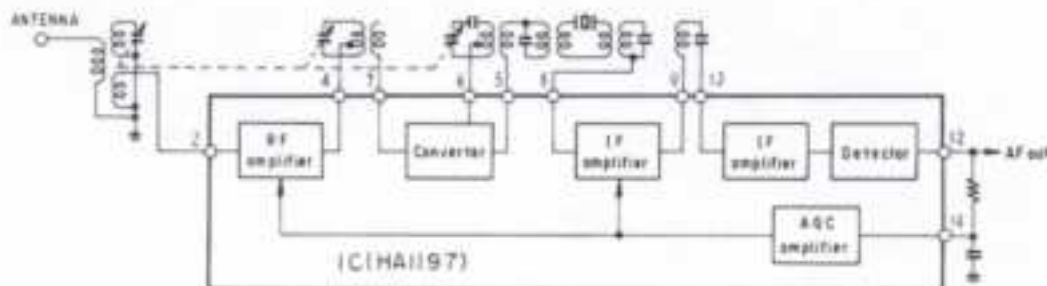 ANTENNA
4
7
6
5
8
9
13
2
RF
amplifier
Convertor
IF
amplifier
IF
amplifier
Detector
12
AF out
AGC
amplifier
14
IC(HA1197)